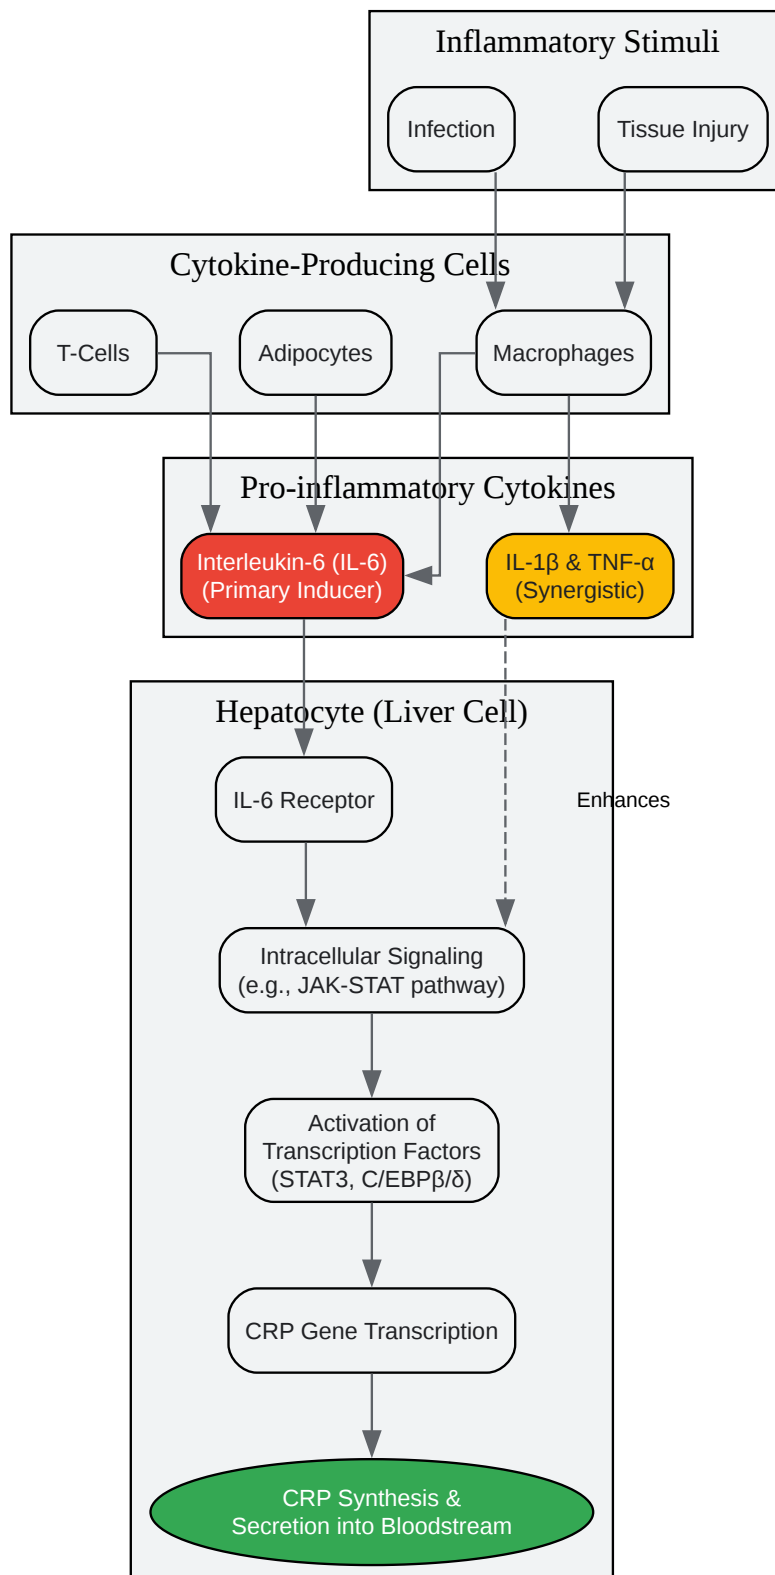 Inflammatory Stimuli
Infection
Tissue Injury
Cytokine-Producing Cells
T-Cells
Adipocytes
Macrophages
Pro-inflammatory Cytokines
Interleukin-6 (IL-6)
(Primary Inducer)
IL-1β & TNF-α
(Synergistic)
Hepatocyte (Liver Cell)
IL-6 Receptor
Enhances
Intracellular Signaling
(e.g., JAK-STAT pathway)
Activation of
Transcription Factors
(STAT3, C/EBPβ/δ)
CRP Gene Transcription
CRP Synthesis &
Secretion into Bloodstream